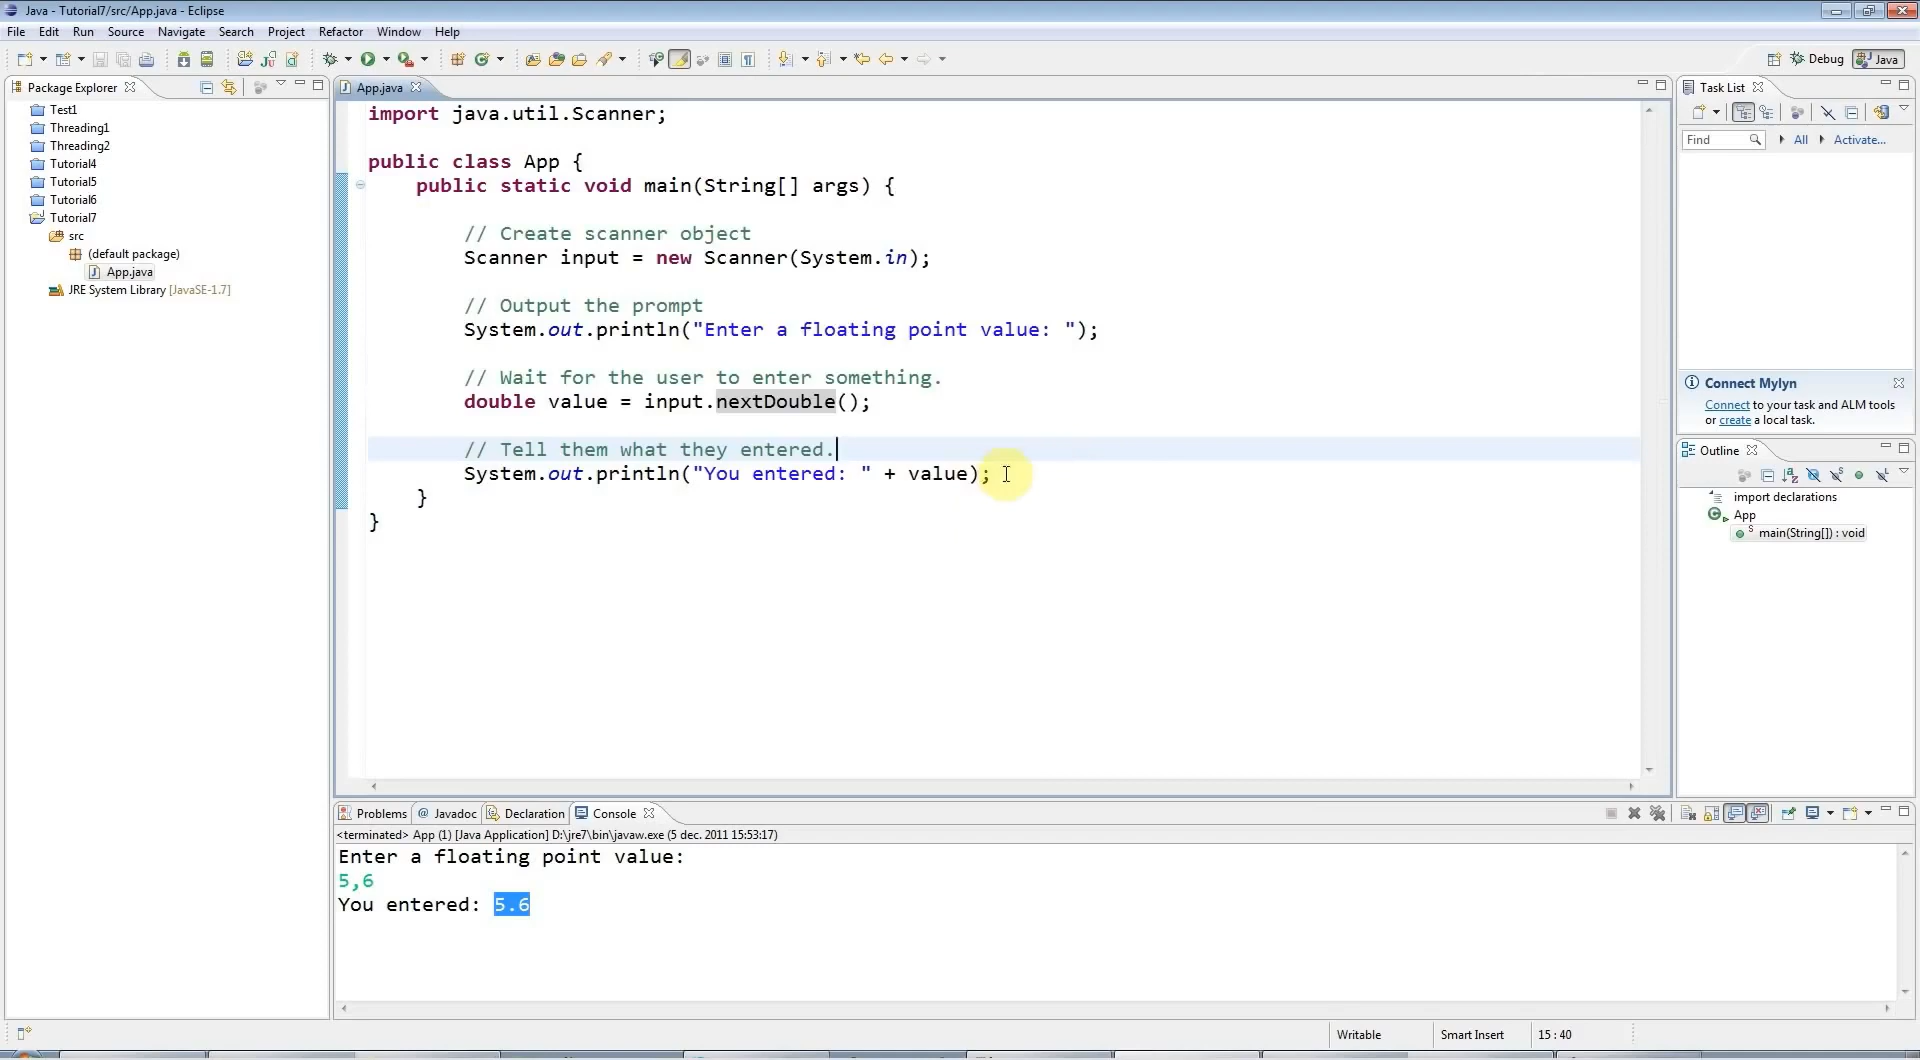 Java - Tutorial7/src/App.java - Eclipse
File Edit Run Source Navigate Search Project Refactor Window Help
Debug Java
Package Explorer
Test1
Threading1
Threading2
Tutorial4
Tutorial5
Tutorial6
Tutorial7
src
(default package)
App.java
JRE System Library [JavaSE-1.7]
App.java
import java.util.Scanner;
public class App {
public static void main(String[] args) {
// Create scanner object
Scanner input = new Scanner(System.in);
// Output the prompt
System.out.println("Enter a floating point value: ");
// Wait for the user to enter something.
double value = input.nextDouble();
// Tell them what they entered.
System.out.println("You entered: " + value);
}
}
Task List
Find All Activate...
Connect Mylyn
Connect to your task and ALM tools
or create a local task.
Outline
import declarations
App
main(String[]) : void
Problems @ Javadoc Declaration Console
<terminated> App (1) [Java Application] D:\jre7\bin\javaw.exe (5 dec. 2011 15:53:17)
Enter a floating point value:
5,6
You entered: 5.6
Writable Smart Insert 15 : 40